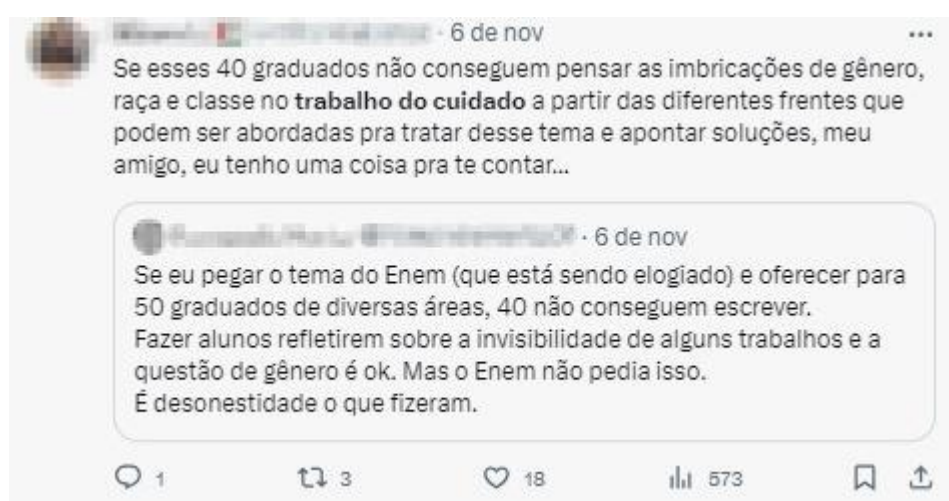 · 6 de nov
Se esses 40 graduados não conseguem pensar as imbricações de gênero,
raça e classe no trabalho do cuidado a partir das diferentes frentes que
podem ser abordadas pra tratar desse tema e apontar soluções, meu
amigo, eu tenho uma coisa pra te contar...
· 6 de nov
Se eu pegar o tema do Enem (que está sendo elogiado) e oferecer para
50 graduados de diversas áreas, 40 não conseguem escrever.
Fazer alunos refletirem sobre a invisibilidade de alguns trabalhos e a
questão de gênero é ok. Mas o Enem não pedia isso.
É desonestidade o que fizeram.
1 3 18 573